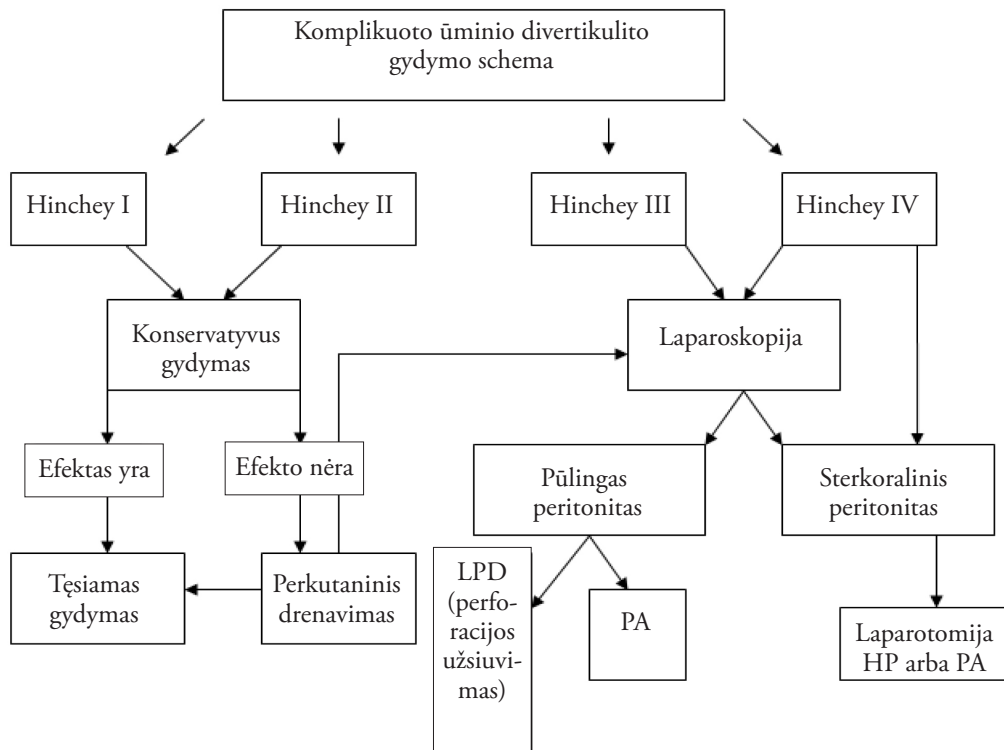 Komplikuoto ūminio divertikulito
gydymo schema
Hinchey I
Hinchey II
Hinchey III
Hinchey IV
Konservatyvus
gydymas
Laparoskopija
Efektas yra
Efekto nėra
Pūlingas
peritonitas
Sterkoralinis
peritonitas
Tęsiamas
gydymas
Perkutaninis
drenavimas
LPD
(perfo-
racijos
užsiuvi-
mas)
PA
Laparotomija
HP arba PA